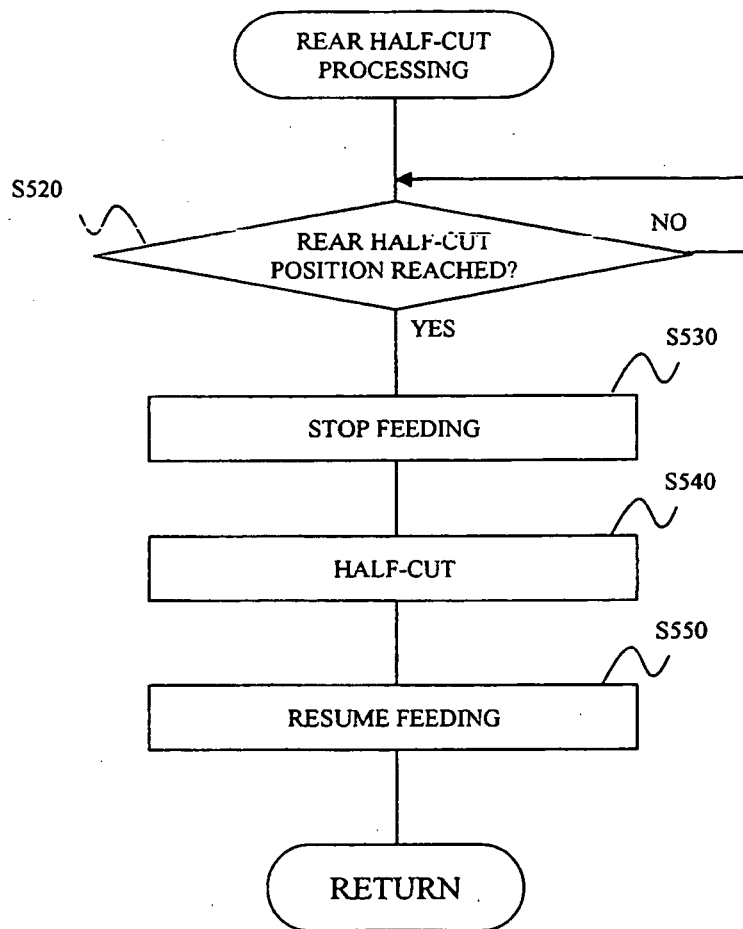 REAR HALF-CUT
PROCESSING
S520
REAR HALF-CUT
POSITION REACHED?
NO
YES
S530
STOP FEEDING
S540
HALF-CUT
S550
RESUME FEEDING
RETURN